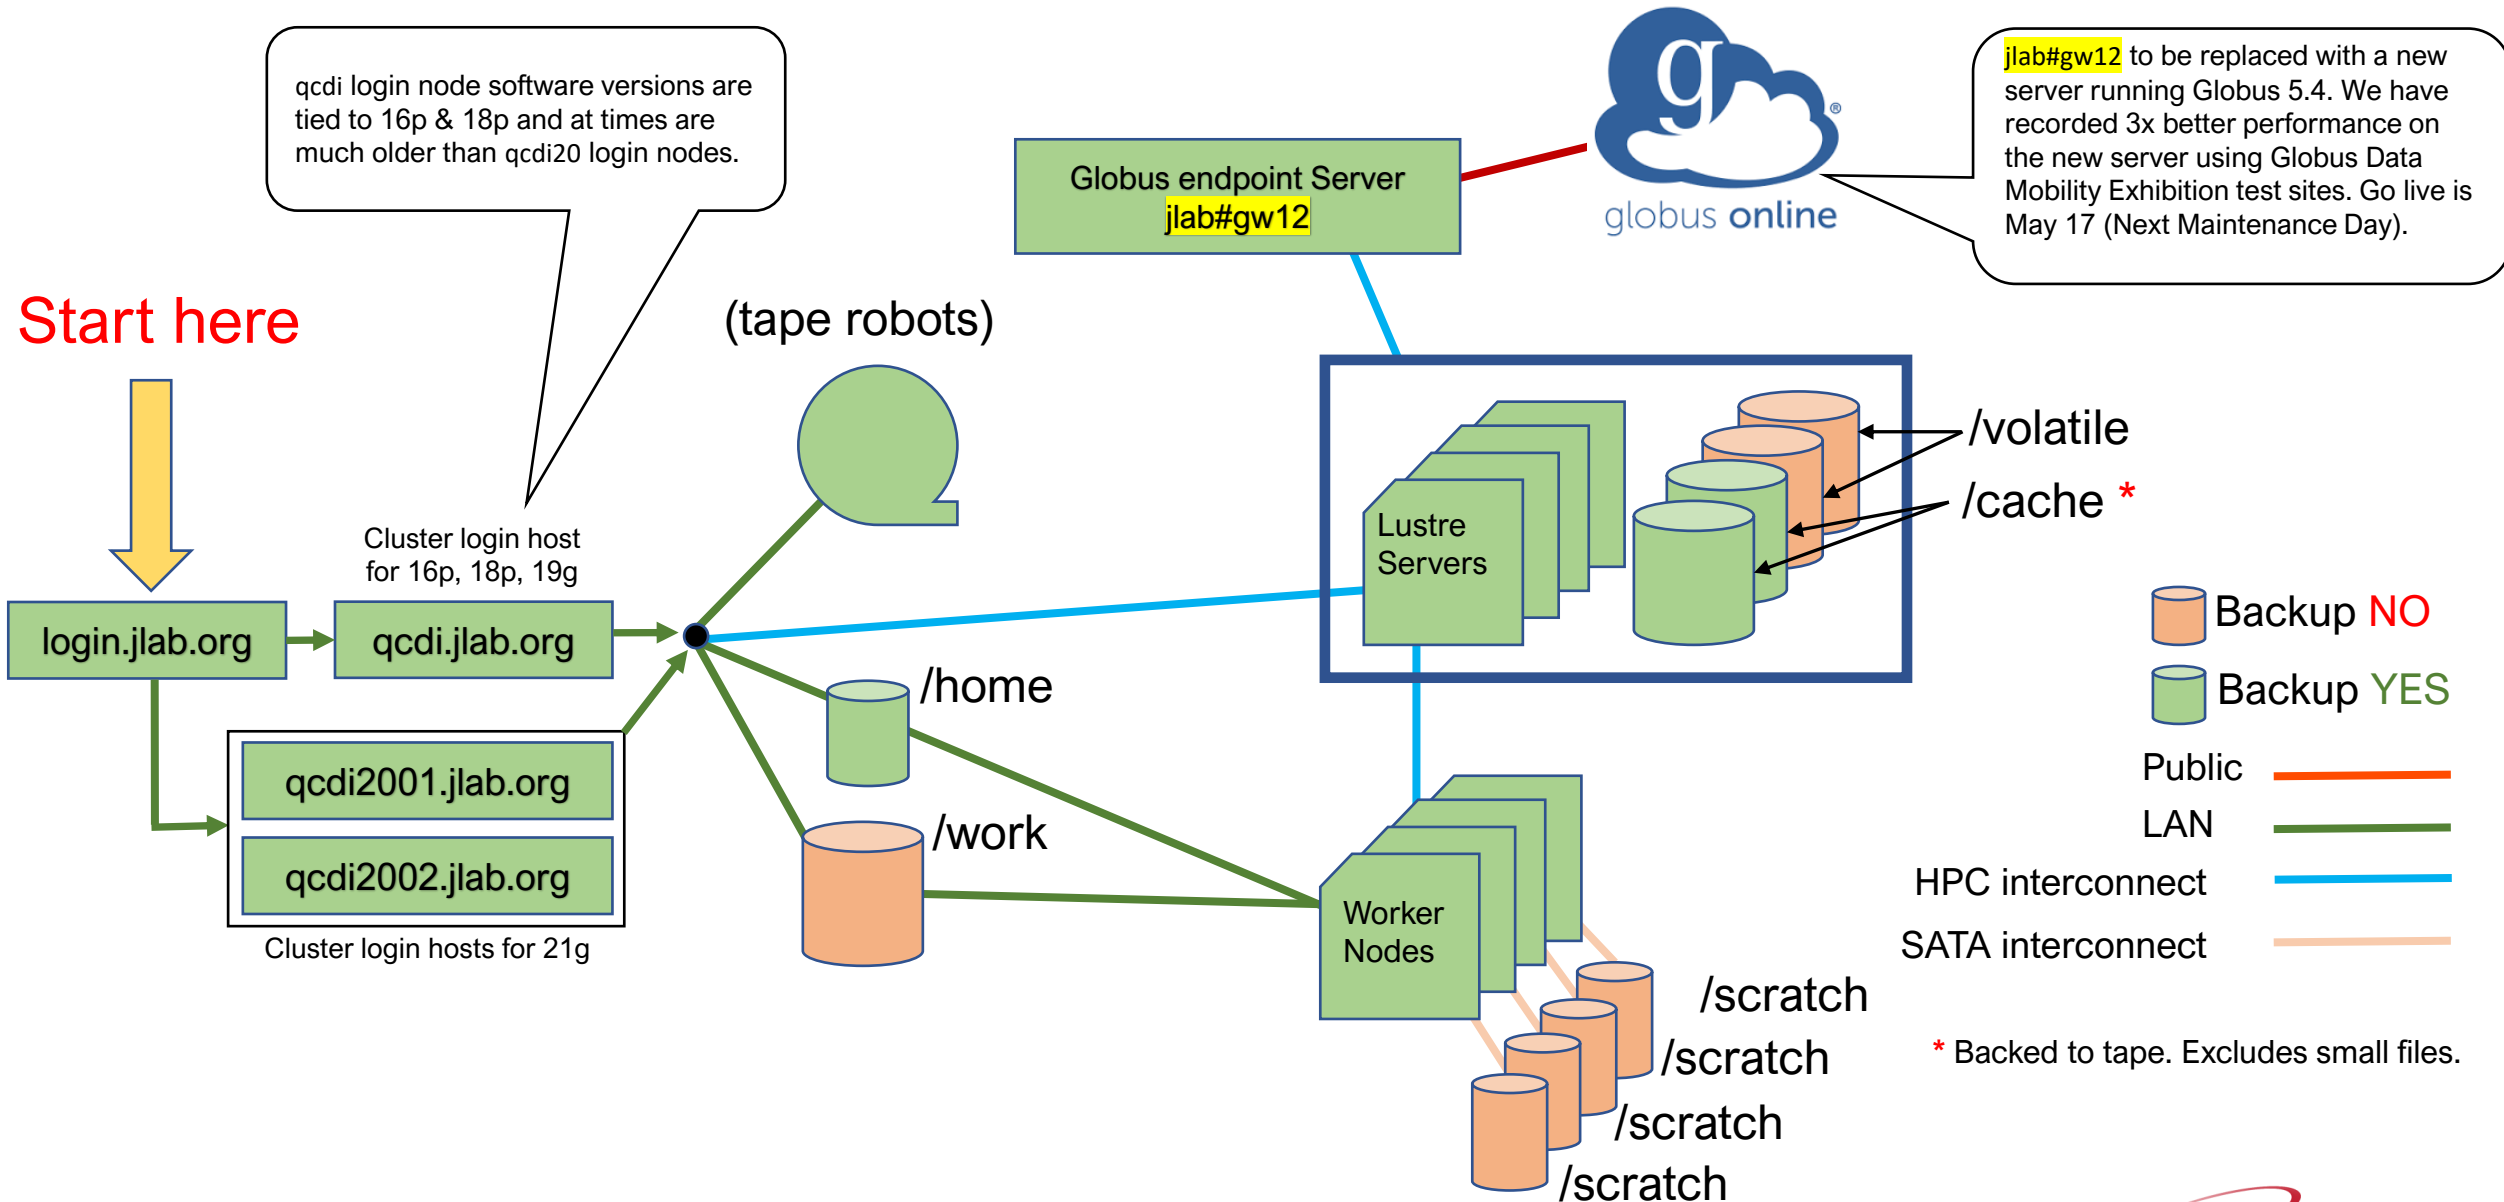 qcdi login node software versions are
tied to 16p & 18p and at times are
much older than qcdi20 login nodes.
g
®
globus online
jlab#gw12 to be replaced with a new
server running Globus 5.4. We have
recorded 3x better performance on
the new server using Globus Data
Mobility Exhibition test sites. Go live is
May 17 (Next Maintenance Day).
Globus endpoint Server
jlab#gw12
Start here
(tape robots)
/volatile
/cache *
Lustre
Servers
Cluster login host
for 16p, 18p, 19g
login.jlab.org
qcdi.jlab.org
/home
/work
qcdi2001.jlab.org
qcdi2002.jlab.org
Cluster login hosts for 21g
Worker
Nodes
/scratch
/scratch
/scratch
/scratch
Backup NO
Backup YES
Public
LAN
HPC interconnect
SATA interconnect
* Backed to tape. Excludes small files.